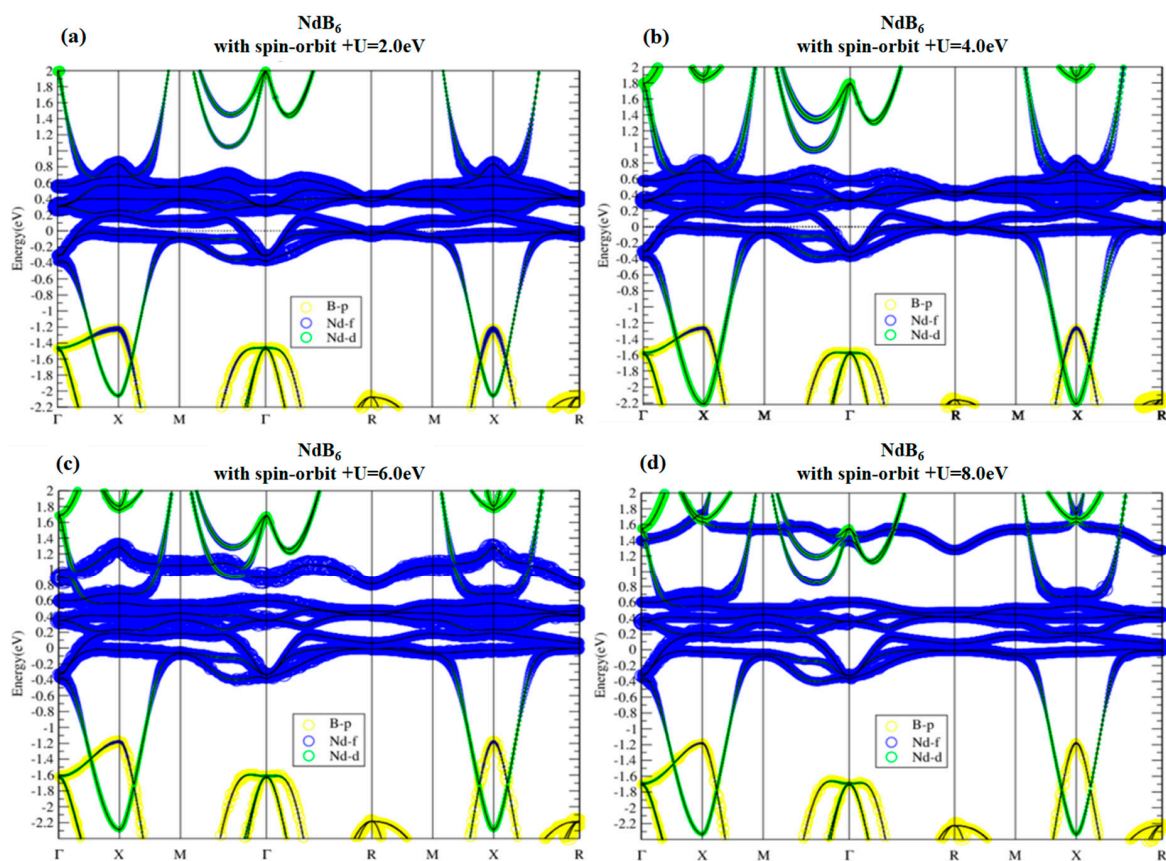 (a)
NdB6
with spin-orbit +U=2.0eV
Energy(eV)
2
1.8
1.6
1.4
1.2
1
0.8
0.6
0.4
0.2
0
-0.2
-0.4
-0.6
-0.8
-1
-1.2
-1.4
-1.6
-1.8
-2
-2.2
B-p
Nd-f
Nd-d
Γ X M Γ R M X R
(b)
NdB6
with spin-orbit +U=4.0eV
Energy(eV)
2
1.8
1.6
1.4
1.2
1
0.8
0.6
0.4
0.2
0
-0.2
-0.4
-0.6
-0.8
-1
-1.2
-1.4
-1.6
-1.8
-2
-2.2
B-p
Nd-f
Nd-d
Γ X M Γ R M X R
(c)
NdB6
with spin-orbit +U=6.0eV
Energy(eV)
2
1.8
1.6
1.4
1.2
1
0.8
0.6
0.4
0.2
0
-0.2
-0.4
-0.6
-0.8
-1
-1.2
-1.4
-1.6
-1.8
-2
-2.2
B-p
Nd-f
Nd-d
Γ X M Γ R M X R
(d)
NdB6
with spin-orbit +U=8.0eV
Energy(eV)
2
1.8
1.6
1.4
1.2
1
0.8
0.6
0.4
0.2
0
-0.2
-0.4
-0.6
-0.8
-1
-1.2
-1.4
-1.6
-1.8
-2
-2.2
B-p
Nd-f
Nd-d
Γ X M Γ R M X R